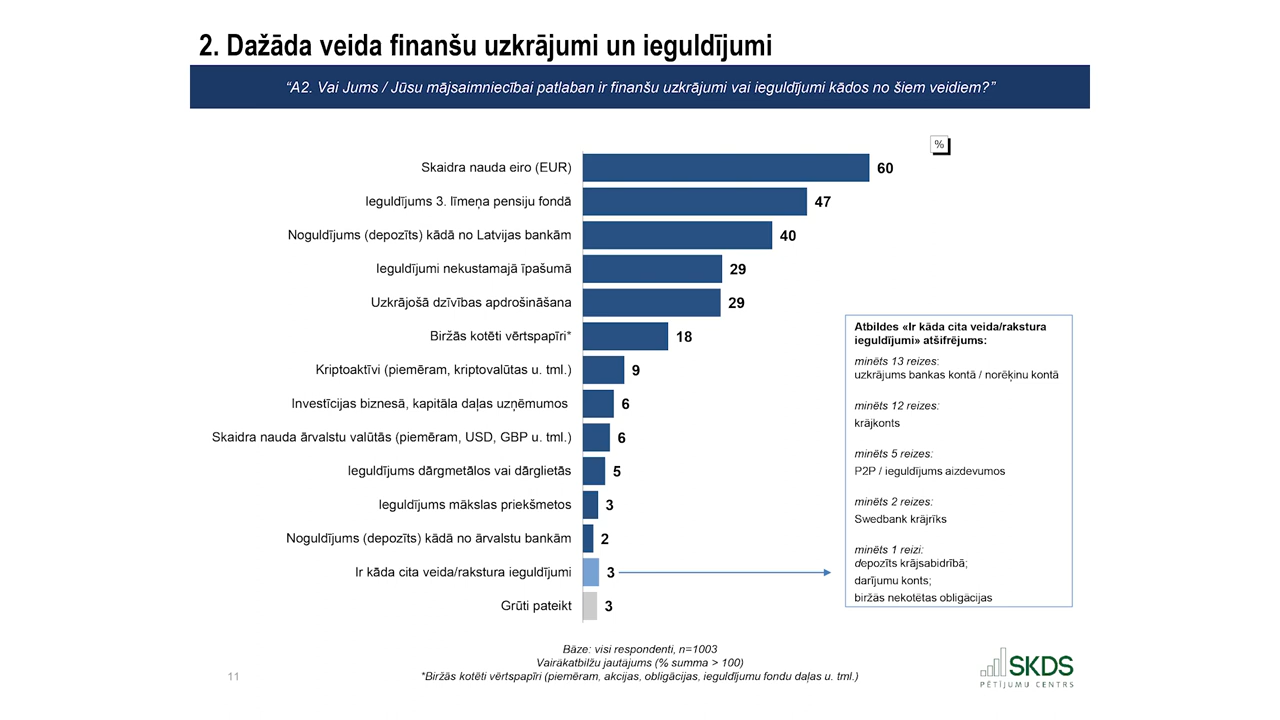 2. Dažāda veida finanšu uzkrājumi un ieguldījumi
“A2. Vai Jums / Jūsu mājsaimniecībai patlaban ir finanšu uzkrājumi vai ieguldījumi kādos no šiem veidiem?”
%
Skaidra nauda eiro (EUR) 60
Ieguldījums 3. līmeņa pensiju fondā 47
Noguldījums (depozīts) kādā no Latvijas bankām 40
Ieguldījumi nekustamajā īpašumā 29
Uzkrājošā dzīvības apdrošināšana 29
Biržās kotēti vērtspapīri* 18
Kriptoaktīvi (piemēram, kriptovalūtas u. tml.) 9
Investīcijas biznesā, kapitāla daļas uzņēmumos 6
Skaidra nauda ārvalstu valūtās (piemēram, USD, GBP u. tml.) 6
Ieguldījums dārgmetālos vai dārglietās 5
Ieguldījums mākslas priekšmetos 3
Noguldījums (depozīts) kādā no ārvalstu bankām 2
Ir kāda cita veida/rakstura ieguldījumi 3
Grūti pateikt 3
Atbildes «Ir kāda cita veida/rakstura
ieguldījumi» atšifrējums:
minēts 13 reizes:
uzkrājums bankas kontā / norēķinu kontā
minēts 12 reizes:
krājkonts
minēts 5 reizes:
P2P / ieguldījums aizdevumos
minēts 2 reizes:
Swedbank krājrīks
minēts 1 reizi:
depozīts krājsabidrībā;
darījumu konts;
biržās nekotētas obligācijas
Bāze: visi respondenti, n=1003
Vairākatbilžu jautājums (% summa > 100)
*Biržās kotēti vērtspapīri (piemēram, akcijas, obligācijas, ieguldījumu fondu daļas u. tml.)
11
SKDS
PĒTĪJUMU CENTRS